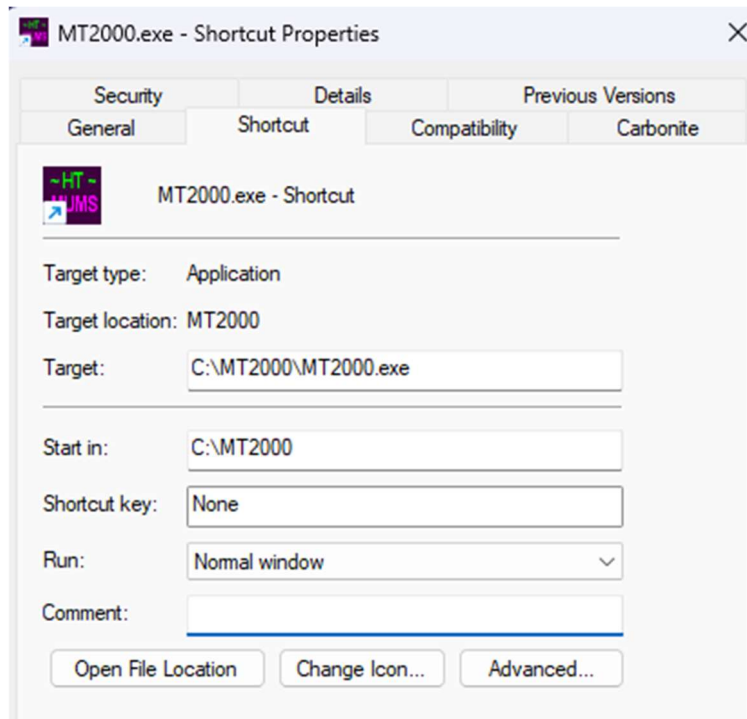 MT2000.exe - Shortcut Properties
Security Details Previous Versions
General Shortcut Compatibility Carbonite
~HT~
MT2000.exe - Shortcut
Target type: Application
Target location: MT2000
Target: C:\MT2000\MT2000.exe
Start in: C:\MT2000
Shortcut key: None
Run: Normal window
Comment:
Open File Location Change Icon... Advanced...